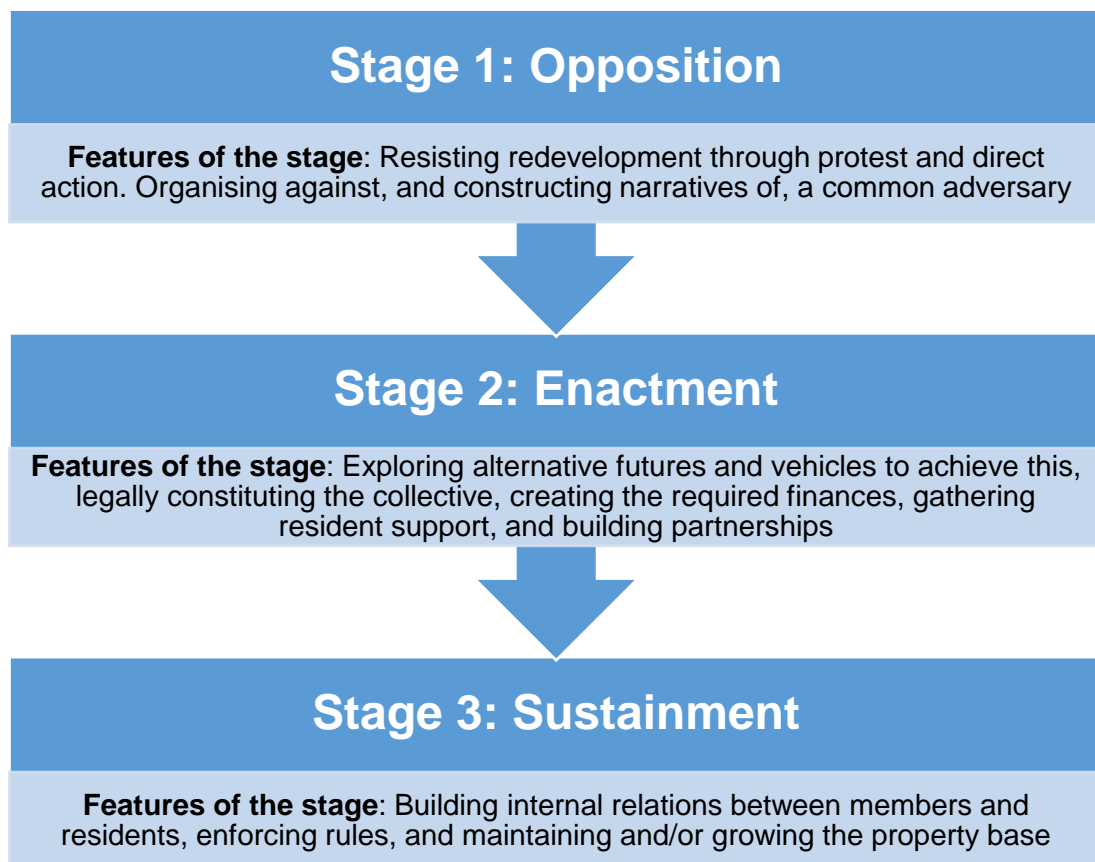 Stage 1: Opposition
Features of the stage: Resisting redevelopment through protest and direct
action. Organising against, and constructing narratives of, a common adversary
Stage 2: Enactment
Features of the stage: Exploring alternative futures and vehicles to achieve this,
legally constituting the collective, creating the required finances, gathering
resident support, and building partnerships
Stage 3: Sustainment
Features of the stage: Building internal relations between members and
residents, enforcing rules, and maintaining and/or growing the property base